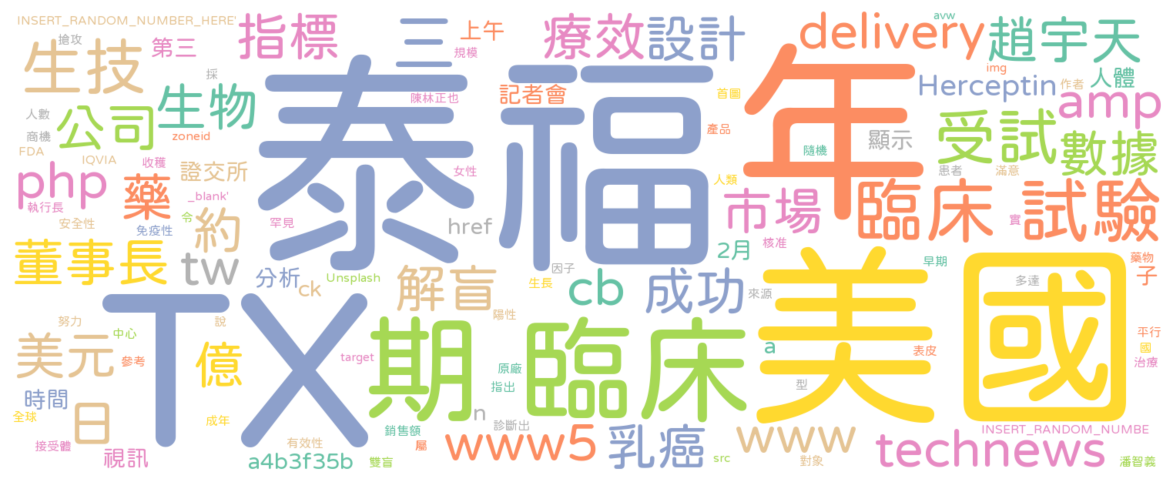 INSERT_RANDOM_NUMBER_HERE'
avw
搶攻
第三
指標
三
上午
療效
設計
delivery
趙宇天
生技
採
規模
img
Herceptin
作者
人體
生物
陳林正也
記者會
首圖
amp
人數
公司
商機
zoneid
產品
顯示
受試
數據
FDA
IQVIA
收穫
證交所
隨機
患者
滿意
php
藥
_blank'
女性
泰福
年
人類
執行長
令
罕見
市場
臨床
試驗
實
安全性
免疫性
約
href
2月
核准
董事長
tw
分析
Unsplash
因子
生長
早期
藥物
子
ck
解盲
cb
成功
來源
多達
努力
中心
說
TX
陽性
美國
平行
美元
參考
億
target
期
原廠
臨床
a
表皮
國
治療
指出
型
時間
日
全球
成年
n
診斷出
銷售額
www
INSERT_RANDOM_NUMBE
接受體
視訊
有效性
a4b3f35b
雙盲
屬
www5
乳癌
src
對象
technews
潘智義